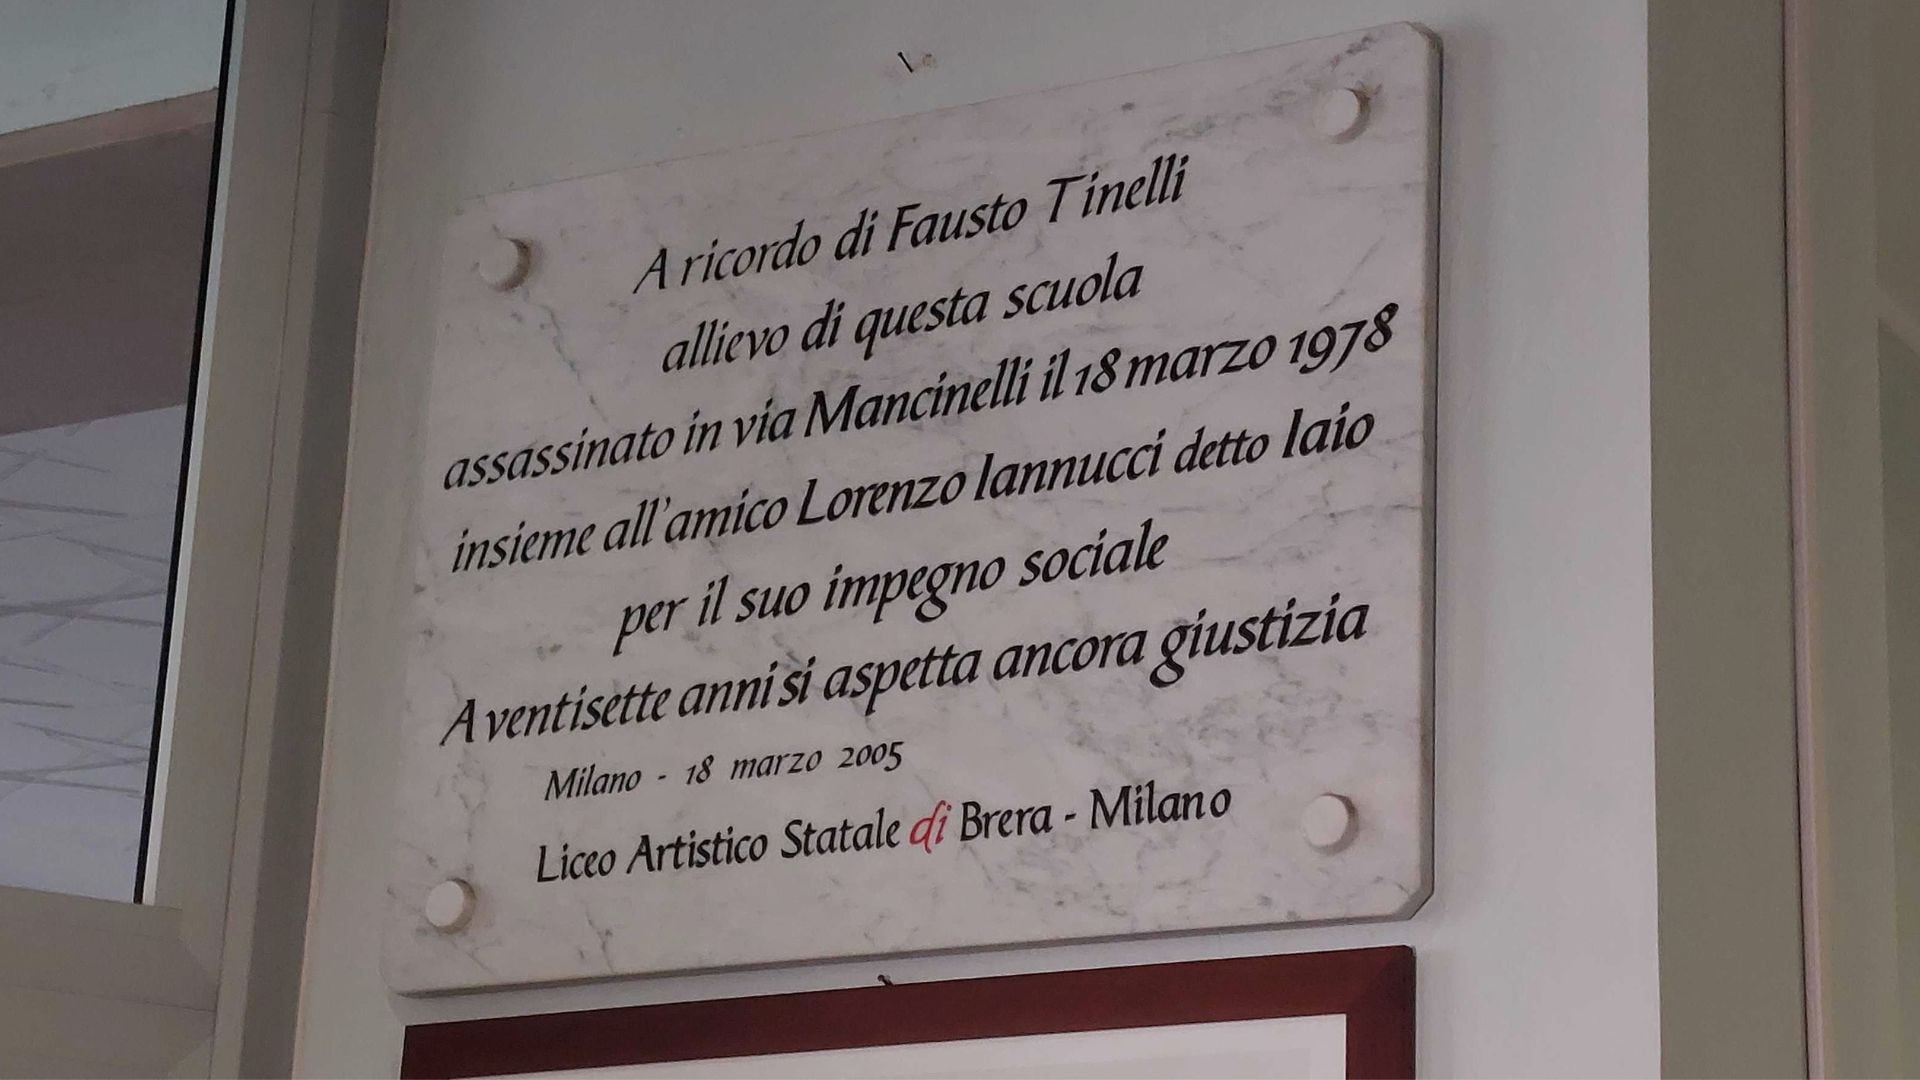 A ricordo di Fausto Tinelli
allievo di questa scuola
assassinato in via Mancinelli il 18 marzo 1978
insieme all'amico Lorenzo Iannucci detto Iaio
per il suo impegno sociale
A ventisette anni si aspetta ancora giustizia
Milano - 18 marzo 2005
Liceo Artistico Statale di Brera - Milano